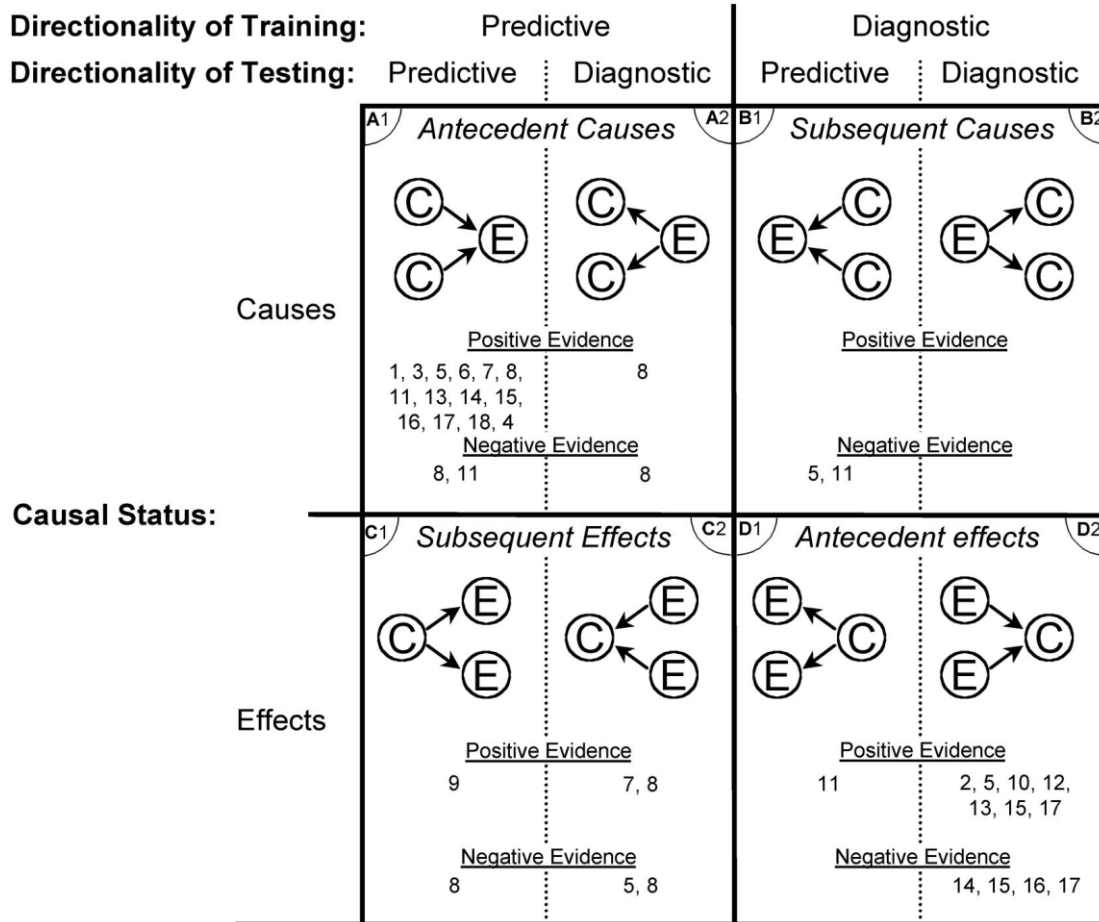 Directionality of Training: Predictive Diagnostic
Directionality of Testing: Predictive Diagnostic Predictive Diagnostic
A1 Antecedent Causes A2 B1 Subsequent Causes B2
C C C C
E E E E
C C C C
Causes
Positive Evidence Positive Evidence
1, 3, 5, 6, 7, 8, 8
11, 13, 14, 15,
16, 17, 18, 4
Negative Evidence Negative Evidence
8, 11 8 5, 11
Causal Status:
C1 Subsequent Effects C2 D1 Antecedent effects D2
E E E E
C C C C
E E E E
Effects
Positive Evidence Positive Evidence
9 7, 8 11 2, 5, 10, 12,
13, 15, 17
Negative Evidence Negative Evidence
8 5, 8 14, 15, 16, 17